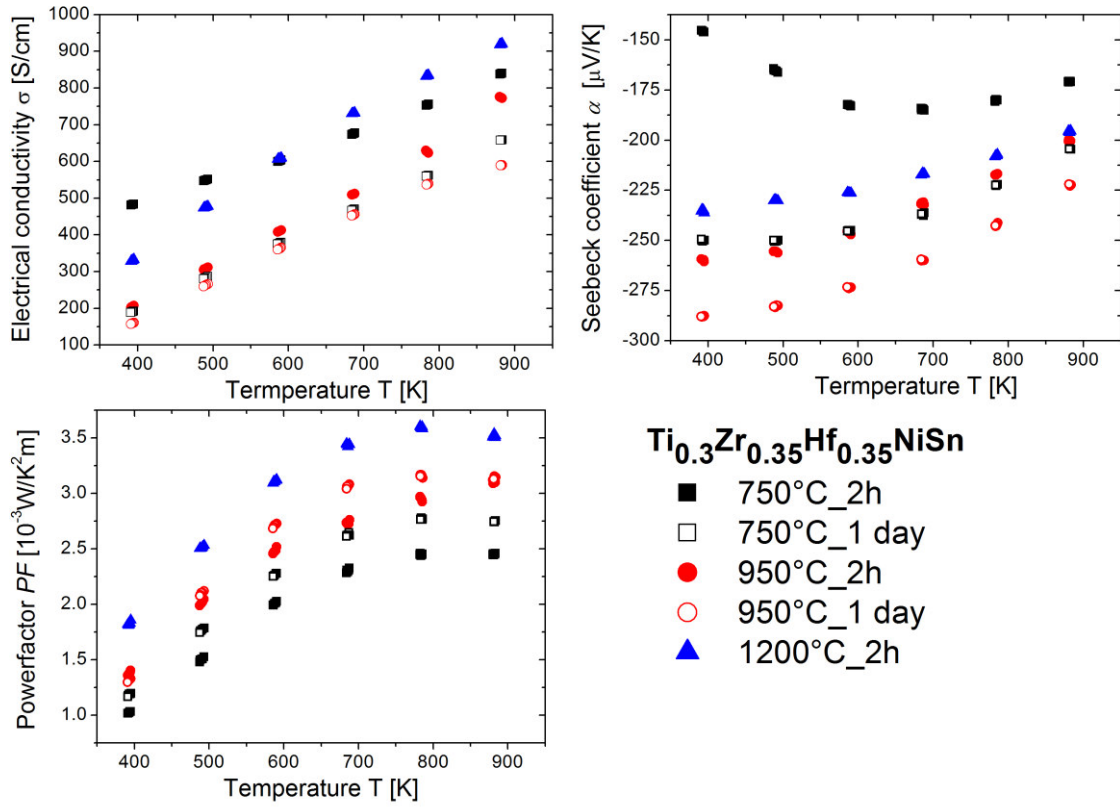 Electrical conductivity σ [S/cm]
1000
900
800
700
600
500
400
300
200
100
400 500 600 700 800 900
Termperature T [K]
Seebeck coefficient α [μV/K]
-150
-175
-200
-225
-250
-275
-300
400 500 600 700 800 900
Termperature T [K]
Powerfactor PF [10⁻³W/K²m]
3.5
3.0
2.5
2.0
1.5
1.0
400 500 600 700 800 900
Termperature T [K]
Ti₀.₃Zr₀.₃₅Hf₀.₃₅NiSn
750°C_2h
750°C_1 day
950°C_2h
950°C_1 day
1200°C_2h